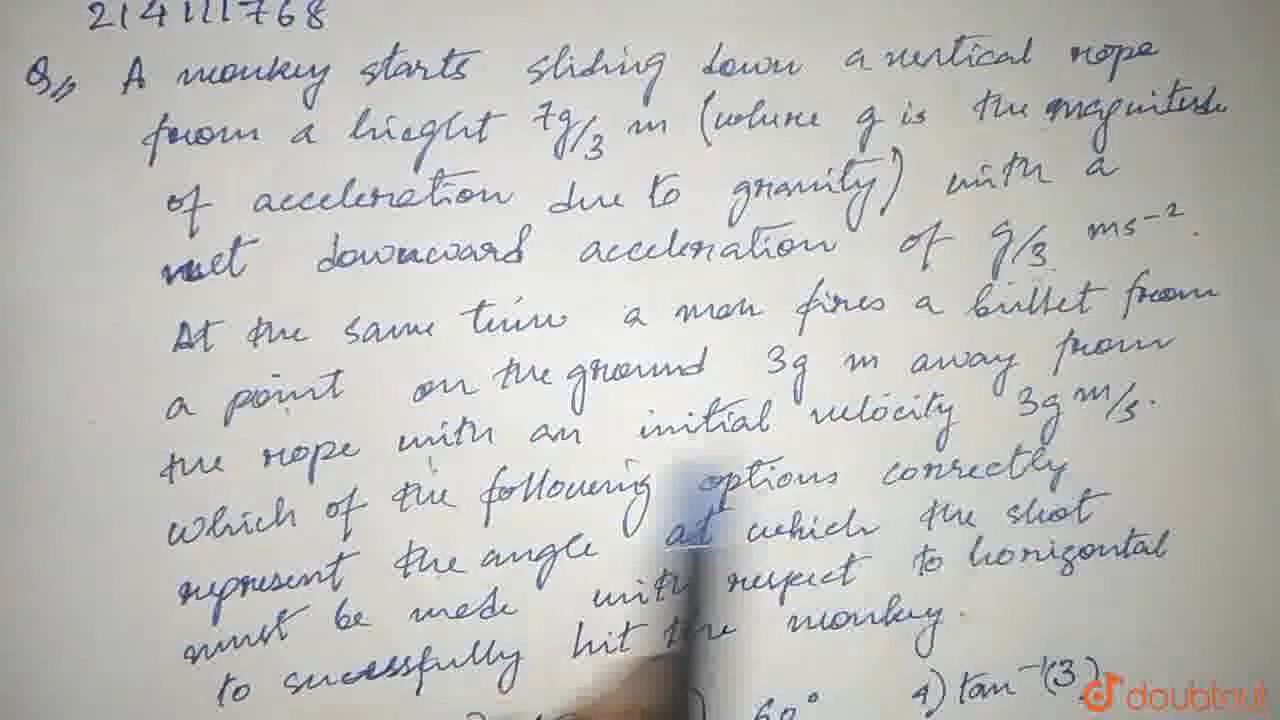 214111768
Q A monkey starts sliding down a vertical rope
from a hieght 7g/3 m (where g is the magnitude
of acceleration due to gravity) with a
net downward acceleration of g/3 ms-2.
At the same time a man fires a bullet from
a point on the ground 3g m away from
the rope with an initial velocity 3g m/s.
which of the following options correctly
represent the angle at which the shot
must be made with respect to horizontal
to sucessfully hit the monkey.
60° 4) tan-1(3)
doubtnut